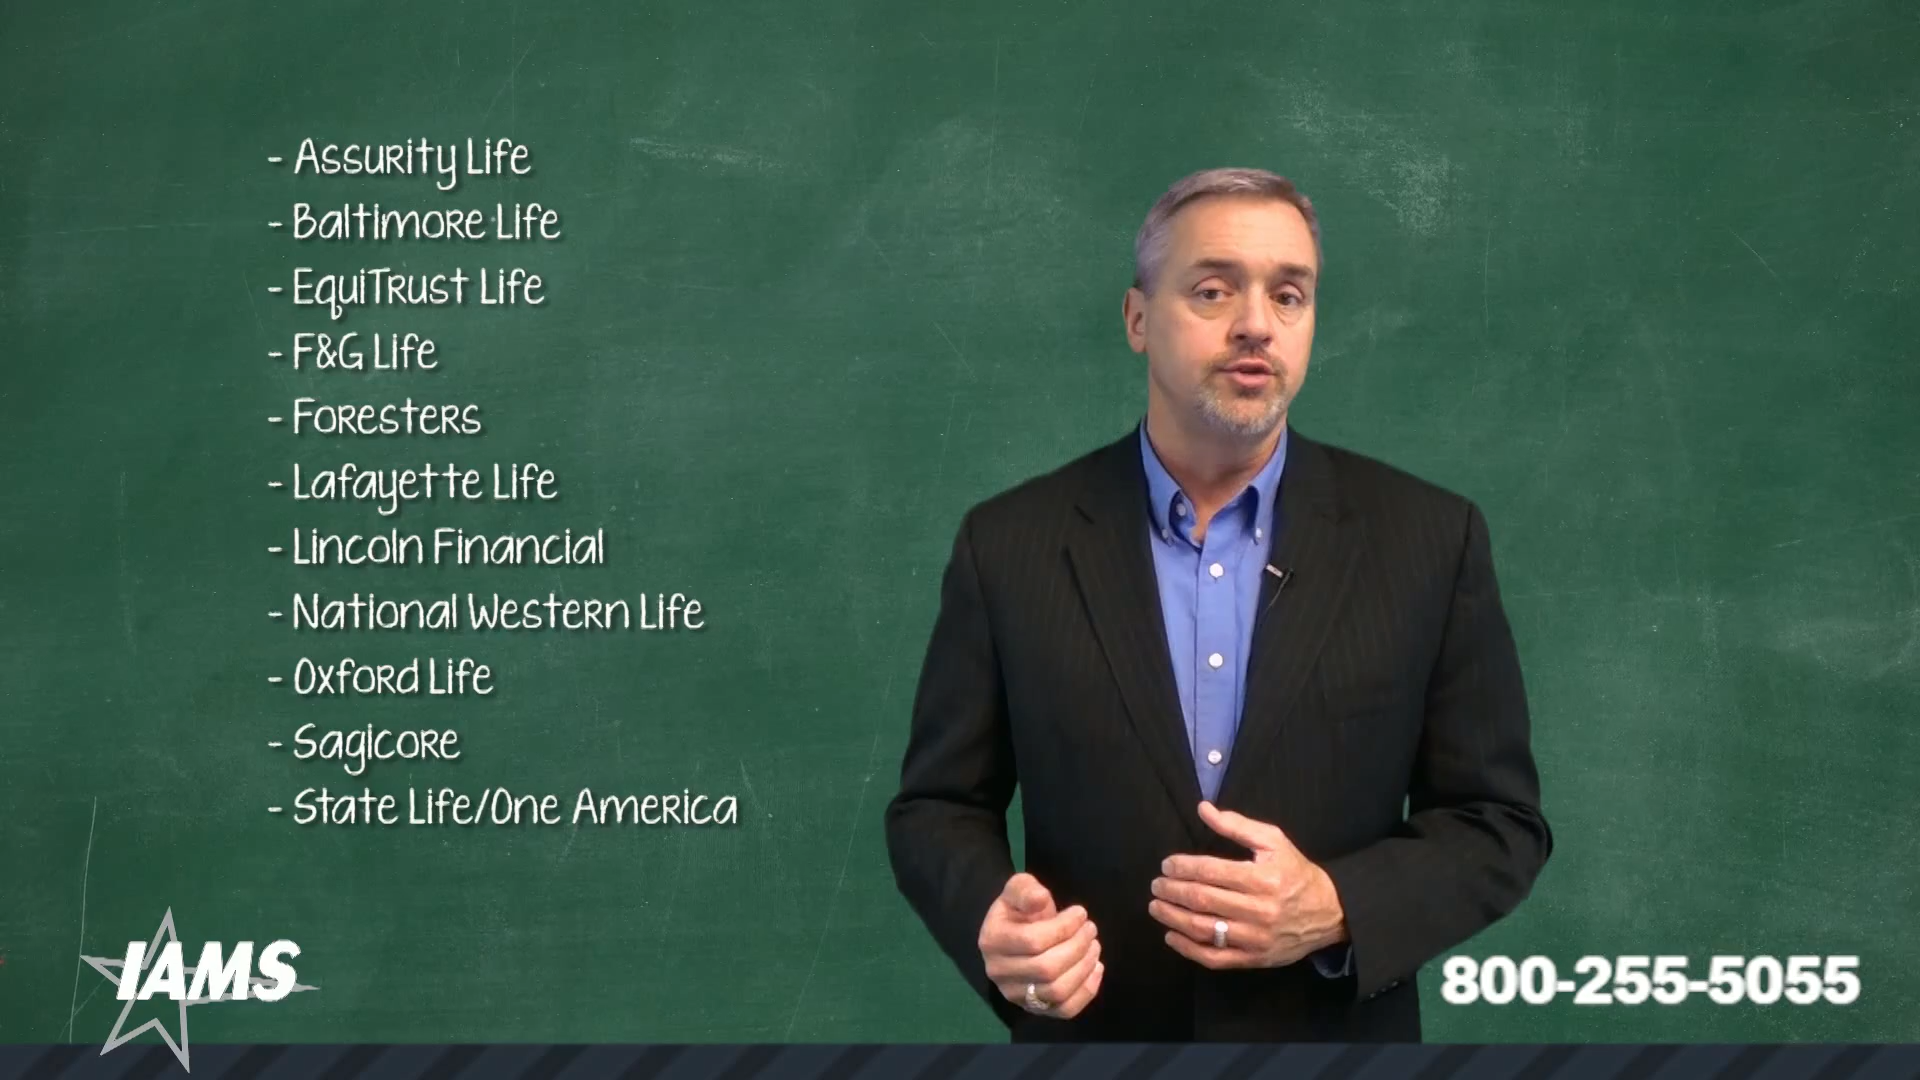 - Assurity Life
- Baltimore Life
- EquiTrust Life
- F&G Life
- Foresters
- Lafayette Life
- Lincoln Financial
- National Western Life
- Oxford Life
- Sagicore
- State Life/One America
IAMS
800-255-5055